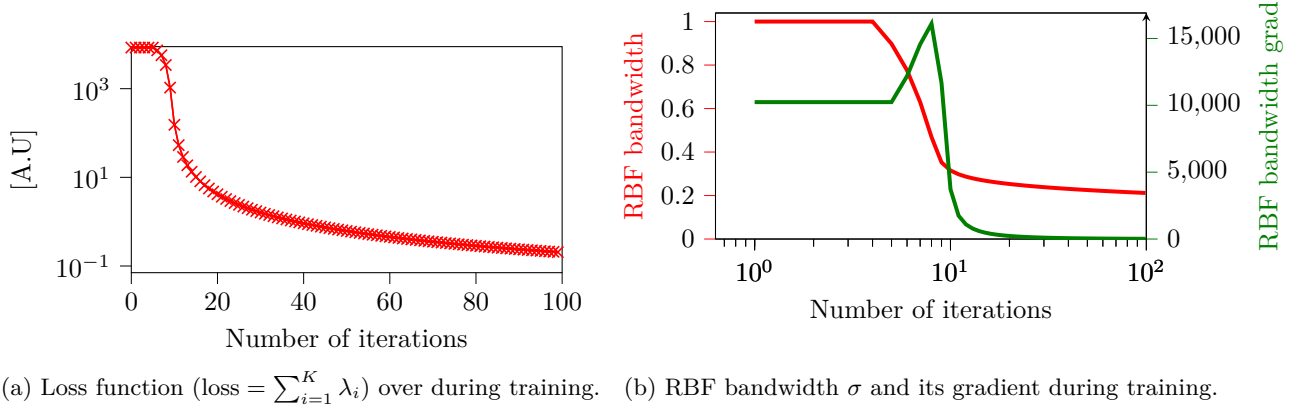 10^3
10^1
10^−1
[A.U]
0 20 40 60 80 100
Number of iterations
1
0.8
0.6
0.4
0.2
0
RBF bandwidth
15,000
10,000
5,000
0
RBF bandwidth grad
10^0 10^1 10^2
Number of iterations
(a) Loss function (loss = ∑_{i=1}^{K} λ_i) over during training.
(b) RBF bandwidth σ and its gradient during training.